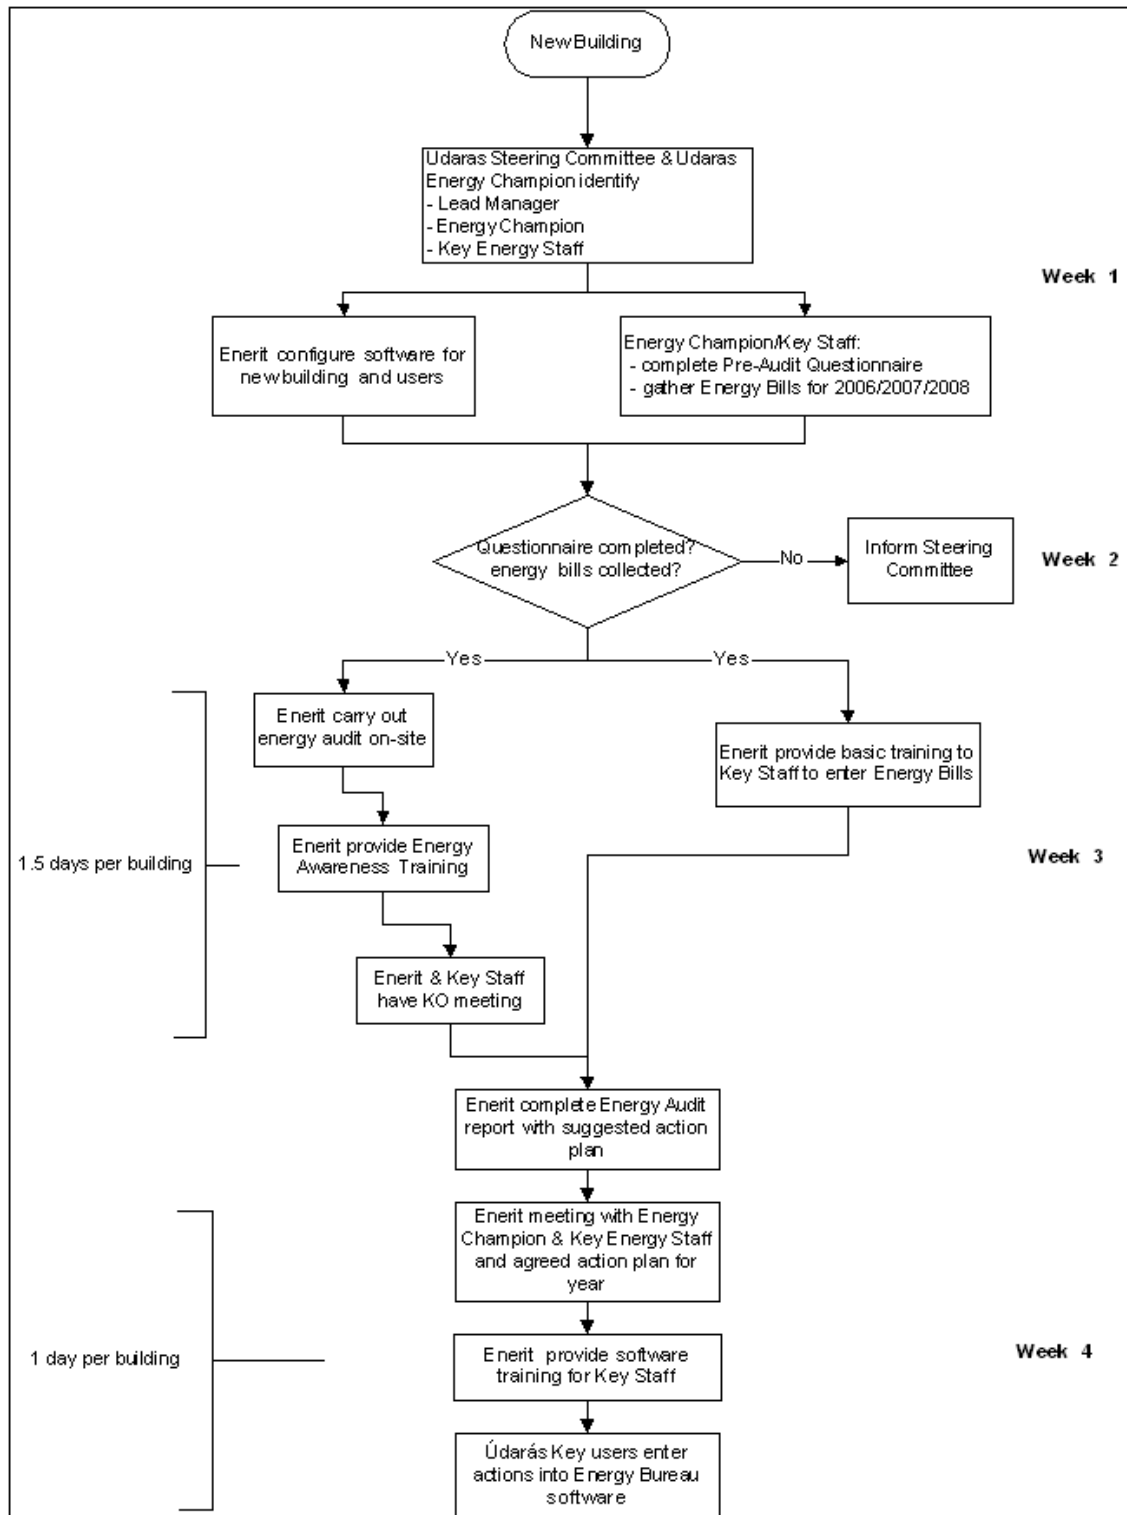 New Building
Udaras Steering Committee & Udaras
Energy Champion identify
- Lead Manager
- Energy Champion
- Key Energy Staff
Week 1
Enerit configure software for
new building and users
Energy Champion/Key Staff:
- complete Pre-Audit Questionnaire
- gather Energy Bills for 2006/2007/2008
Questionnaire completed?
energy bills collected?
No
Inform Steering
Committee
Week 2
Yes
Yes
Enerit carry out
energy audit on-site
Enerit provide basic training to
Key Staff to enter Energy Bills
1.5 days per building
Enerit provide Energy
Awareness Training
Week 3
Enerit & Key Staff
have KO meeting
Enerit complete Energy Audit
report with suggested action
plan
Enerit meeting with Energy
Champion & Key Energy Staff
and agreed action plan for
year
1 day per building
Enerit provide software
training for Key Staff
Week 4
Údarás Key users enter
actions into Energy Bureau
software